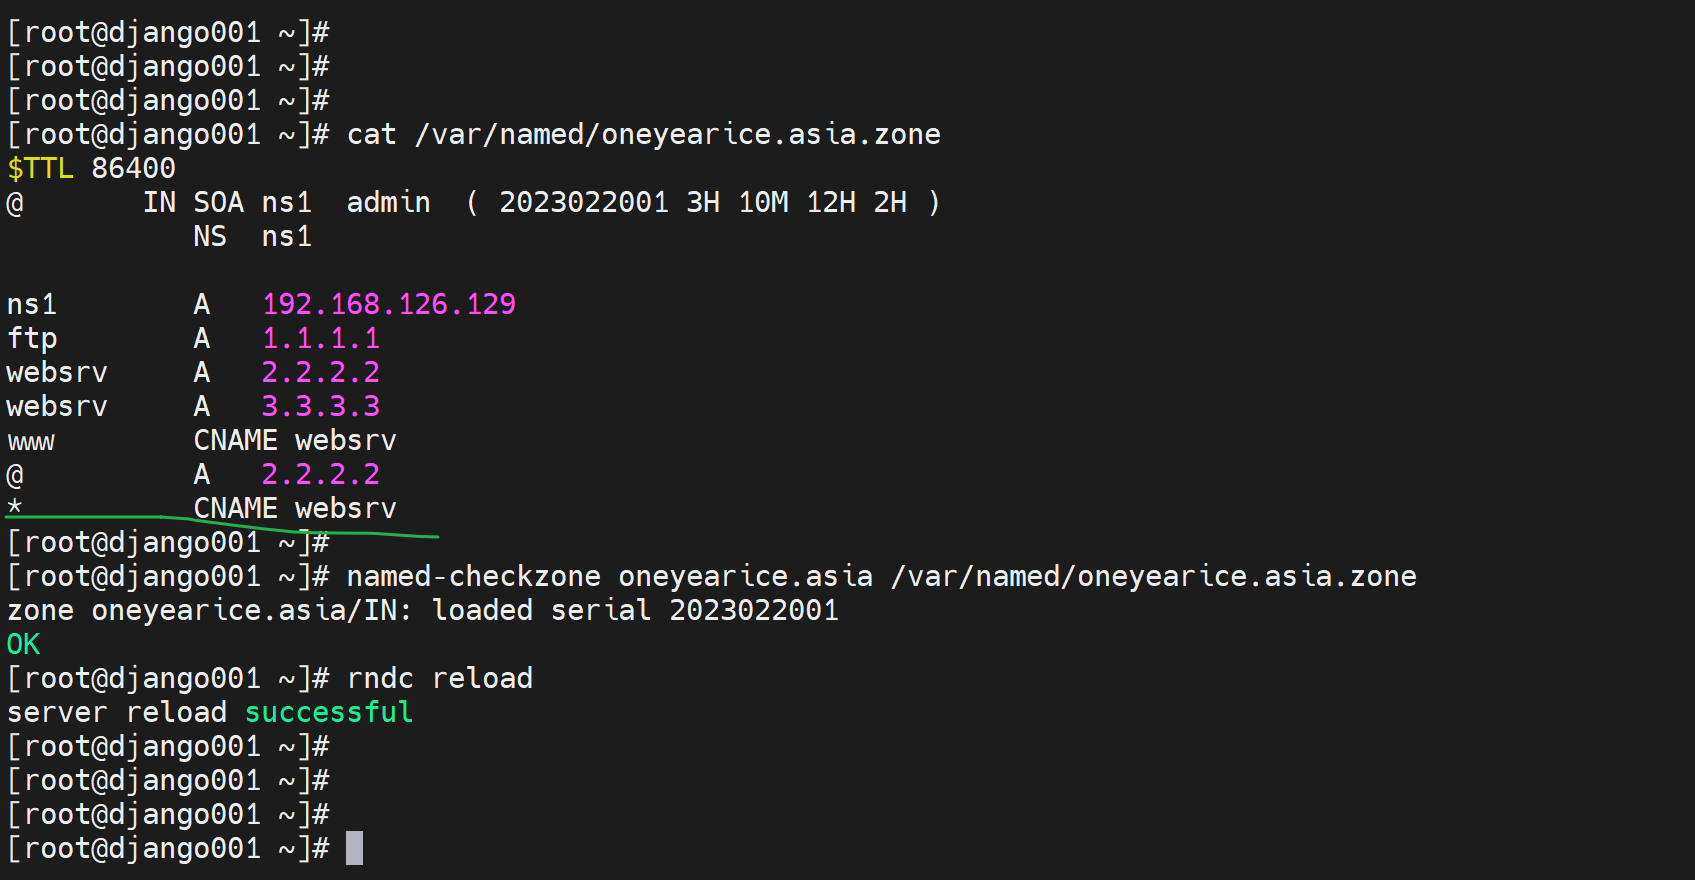 [root@django001 ~]#
[root@django001 ~]#
[root@django001 ~]#
[root@django001 ~]# cat /var/named/oneyearice.asia.zone
$TTL 86400
@       IN SOA ns1  admin  ( 2023022001 3H 10M 12H 2H )
           NS  ns1

ns1        A   192.168.126.129
ftp        A   1.1.1.1
websrv     A   2.2.2.2
websrv     A   3.3.3.3
www        CNAME websrv
@          A   2.2.2.2
*          CNAME websrv
[root@django001 ~]#
[root@django001 ~]# named-checkzone oneyearice.asia /var/named/oneyearice.asia.zone
zone oneyearice.asia/IN: loaded serial 2023022001
OK
[root@django001 ~]# rndc reload
server reload successful
[root@django001 ~]#
[root@django001 ~]#
[root@django001 ~]#
[root@django001 ~]#